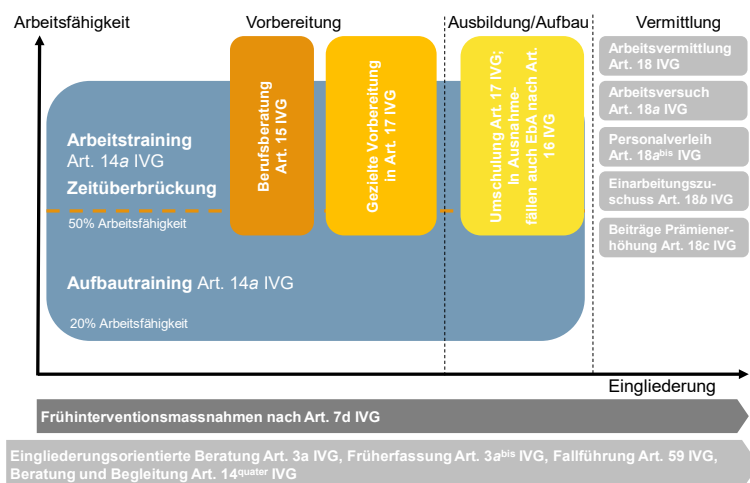 Arbeitsfähigkeit
Vorbereitung
Ausbildung/Aufbau
Vermittlung
Arbeitstraining
Art. 14a IVG
Zeitüberbrückung
50% Arbeitsfähigkeit
Aufbautraining Art. 14a IVG
20% Arbeitsfähigkeit
Berufsberatung
Art. 15 IVG
Gezielte Vorbereitung
in Art. 17 IVG
Umschulung Art. 17 IVG;
In Ausnahme-
fällen auch EbA nach Art.
16 IVG
Arbeitsvermittlung
Art. 18 IVG
Arbeitsversuch
Art. 18a IVG
Personalverleih
Art. 18abis IVG
Einarbeitungszu-
schuss Art. 18b IVG
Beiträge Prämiener-
höhung Art. 18c IVG
Eingliederung
Frühinterventionsmassnahmen nach Art. 7d IVG
Eingliederungsorientierte Beratung Art. 3a IVG, Früherfassung Art. 3abis IVG, Fallführung Art. 59 IVG,
Beratung und Begleitung Art. 14quater IVG